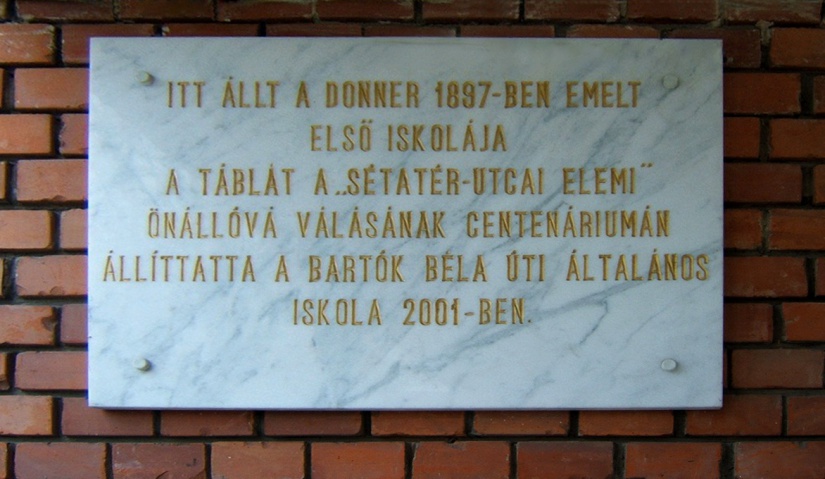 ITT ÁLLT A DONNER 1897-BEN EMELT
ELSŐ ISKOLÁJA
A TÁBLÁT A „SÉTATÉR-UTCAI ELEMI”
ÖNÁLLÓVÁ VÁLÁSÁNAK CENTENÁRIUMÁN
ÁLLÍTTATTA A BARTÓK BÉLA ÚTI ÁLTALÁNOS
ISKOLA 2001-BEN.